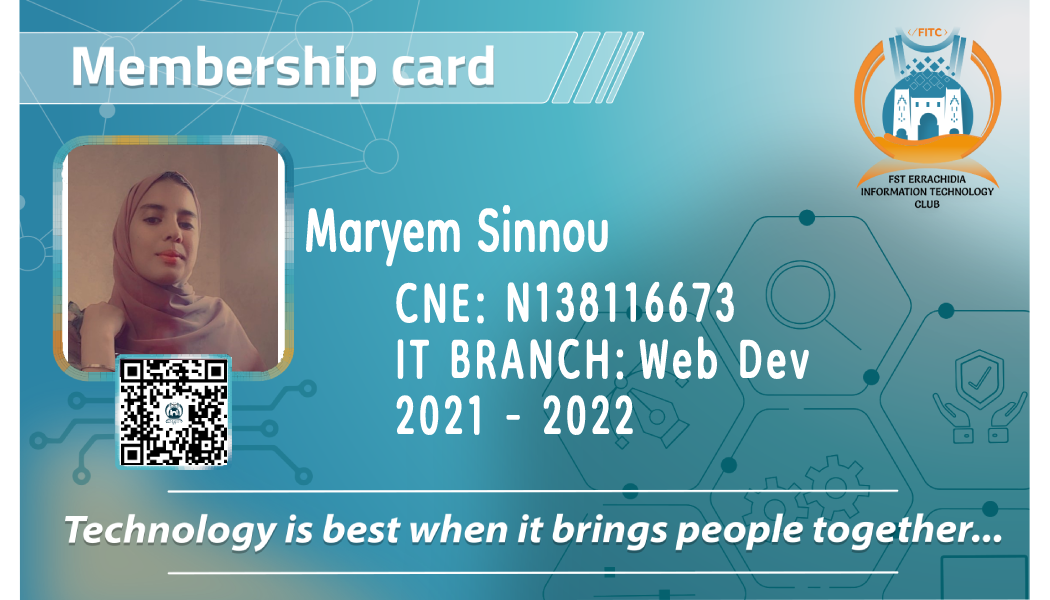 Membership card
</FITC>
FST ERRACHIDIA
INFORMATION TECHNOLOGY
CLUB
Maryem Sinnou
CNE: N138116673
IT BRANCH: Web Dev
2021 - 2022
Technology is best when it brings people together...